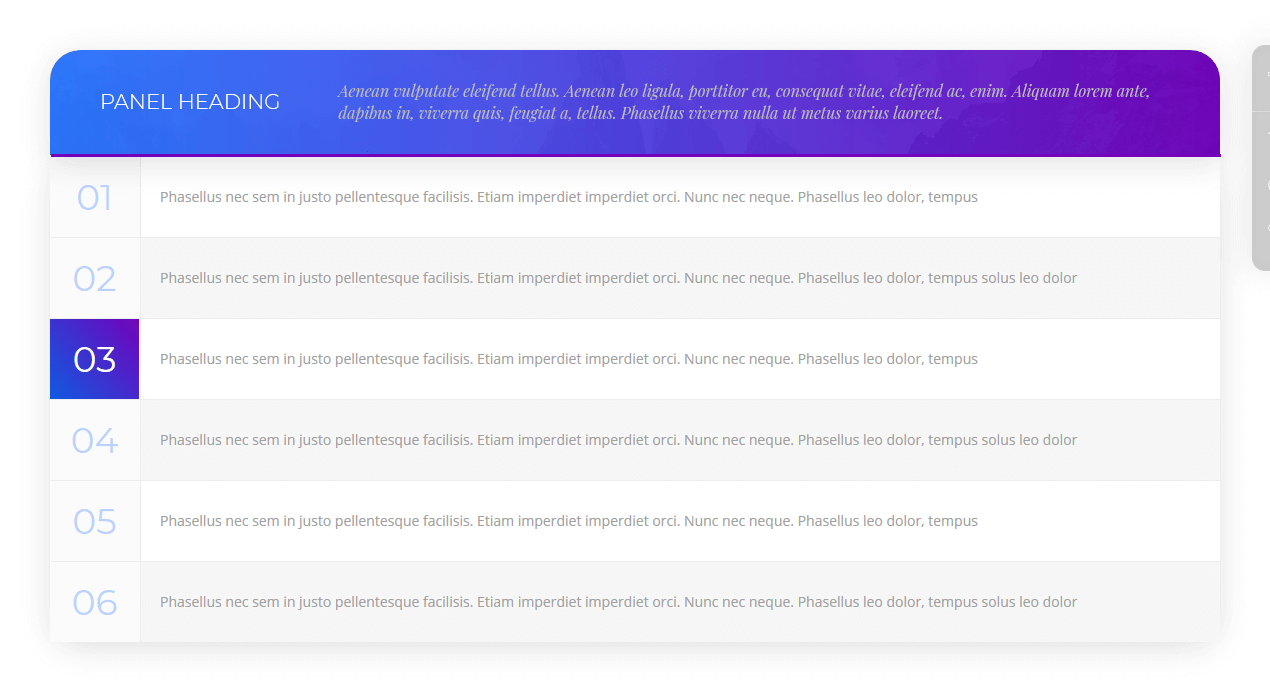 PANEL HEADING
Aenean vulputate eleifend tellus. Aenean leo ligula, porttitor eu, consequat vitae, eleifend ac, enim. Aliquam lorem ante,
dapibus in, viverra quis, feugiat a, tellus. Phasellus viverra nulla ut metus varius laoreet.
01 Phasellus nec sem in justo pellentesque facilisis. Etiam imperdiet imperdiet orci. Nunc nec neque. Phasellus leo dolor, tempus
02 Phasellus nec sem in justo pellentesque facilisis. Etiam imperdiet imperdiet orci. Nunc nec neque. Phasellus leo dolor, tempus solus leo dolor
03 Phasellus nec sem in justo pellentesque facilisis. Etiam imperdiet imperdiet orci. Nunc nec neque. Phasellus leo dolor, tempus
04 Phasellus nec sem in justo pellentesque facilisis. Etiam imperdiet imperdiet orci. Nunc nec neque. Phasellus leo dolor, tempus solus leo dolor
05 Phasellus nec sem in justo pellentesque facilisis. Etiam imperdiet imperdiet orci. Nunc nec neque. Phasellus leo dolor, tempus
06 Phasellus nec sem in justo pellentesque facilisis. Etiam imperdiet imperdiet orci. Nunc nec neque. Phasellus leo dolor, tempus solus leo dolor